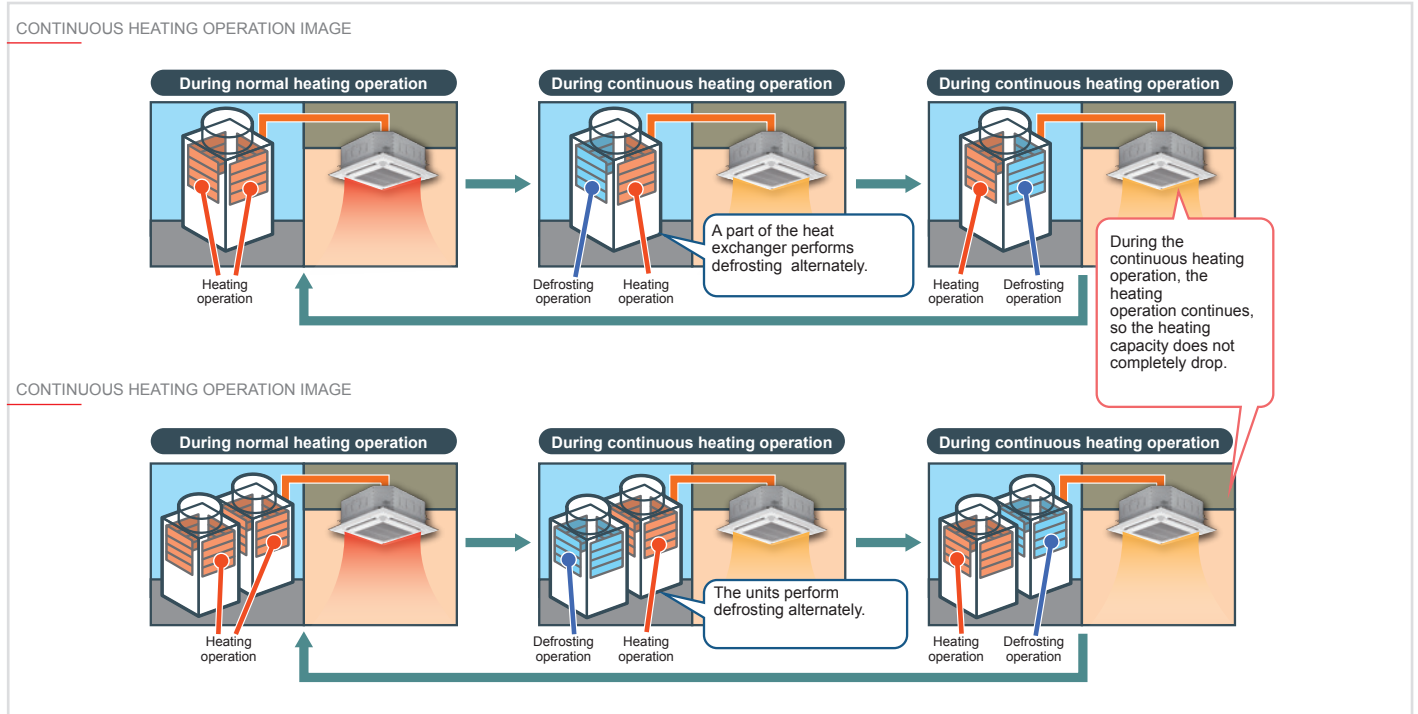 CONTINUOUS HEATING OPERATION IMAGE
During normal heating operation
During continuous heating operation
During continuous heating operation
Heating
operation
Defrosting
operation
Heating
operation
A part of the heat
exchanger performs
defrosting alternately.
Heating
operation
Defrosting
operation
During the
continuous heating
operation, the
heating
operation continues,
so the heating
capacity does not
completely drop.
CONTINUOUS HEATING OPERATION IMAGE
During normal heating operation
During continuous heating operation
During continuous heating operation
Heating
operation
Defrosting
operation
Heating
operation
The units perform
defrosting alternately.
Heating
operation
Defrosting
operation